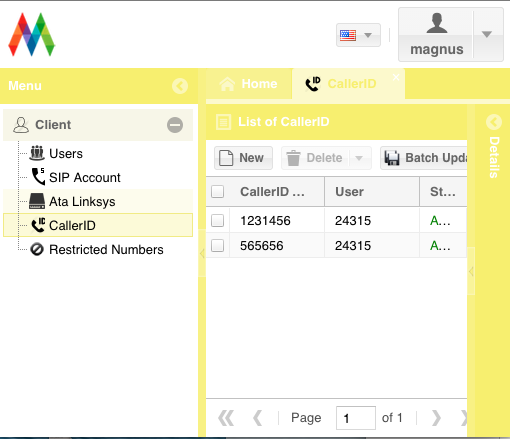 magnus
Menu
Home
CallerID
Client
Users
SIP Account
Ata Linksys
CallerID
Restricted Numbers
List of CallerID
New Delete Batch Upda
CallerID ... User St...
1231456 24315 A...
565656 24315 A...
Page 1 of 1
Details